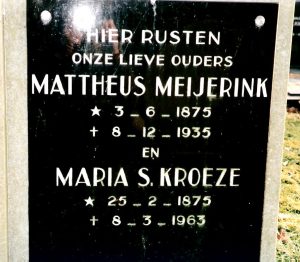 HIER RUSTEN
ONZE LIEVE OUDERS
MATTHEUS MEIJERINK
★ 3-6-1875
✝ 8-12-1935
EN
MARIA S. KROEZE
★ 25-2-1875
✝ 8-3-1963